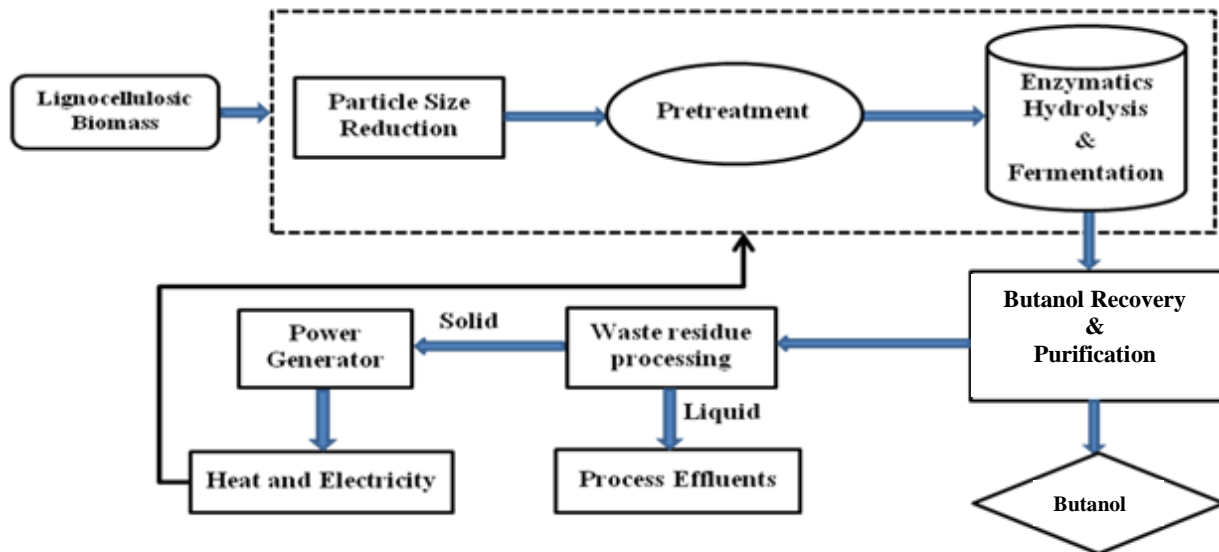 Lignocellulosic
Biomass
Particle Size
Reduction
Pretreatment
Enzymatics
Hydrolysis
&
Fermentation
Butanol Recovery
&
Purification
Waste residue
processing
Solid
Power
Generator
Liquid
Heat and Electricity
Process Effluents
Butanol